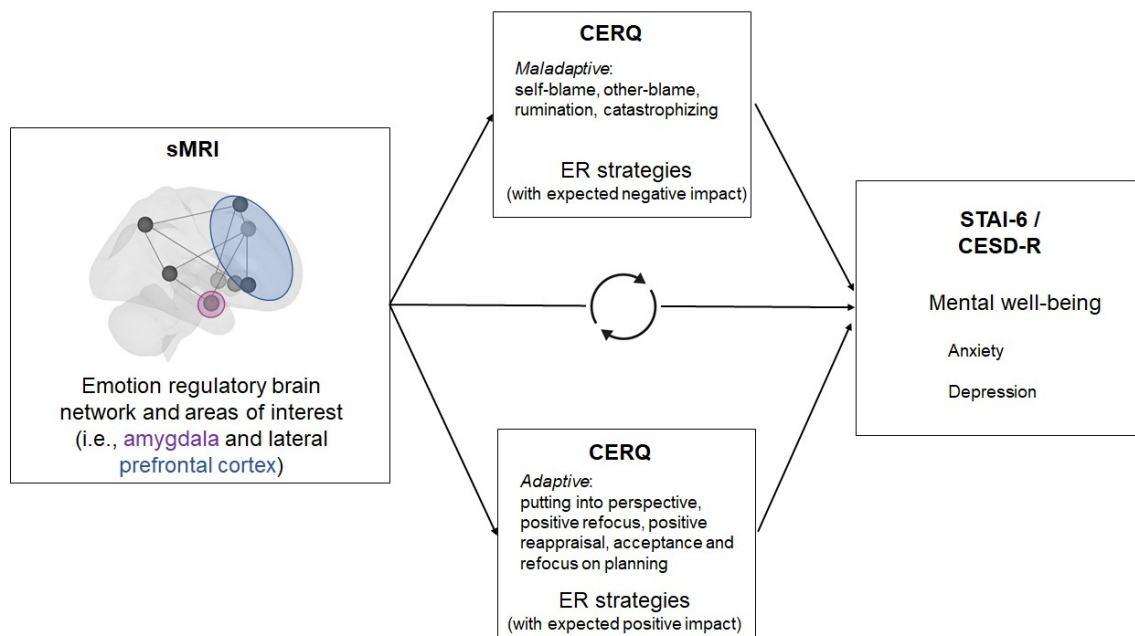 sMRI
Emotion regulatory brain
network and areas of interest
(i.e., amygdala and lateral
prefrontal cortex)
CERQ
Maladaptive:
self-blame, other-blame,
rumination, catastrophizing
ER strategies
(with expected negative impact)
CERQ
Adaptive:
putting into perspective,
positive refocus, positive
reappraisal, acceptance and
refocus on planning
ER strategies
(with expected positive impact)
STAI-6 /
CESD-R
Mental well-being
Anxiety
Depression